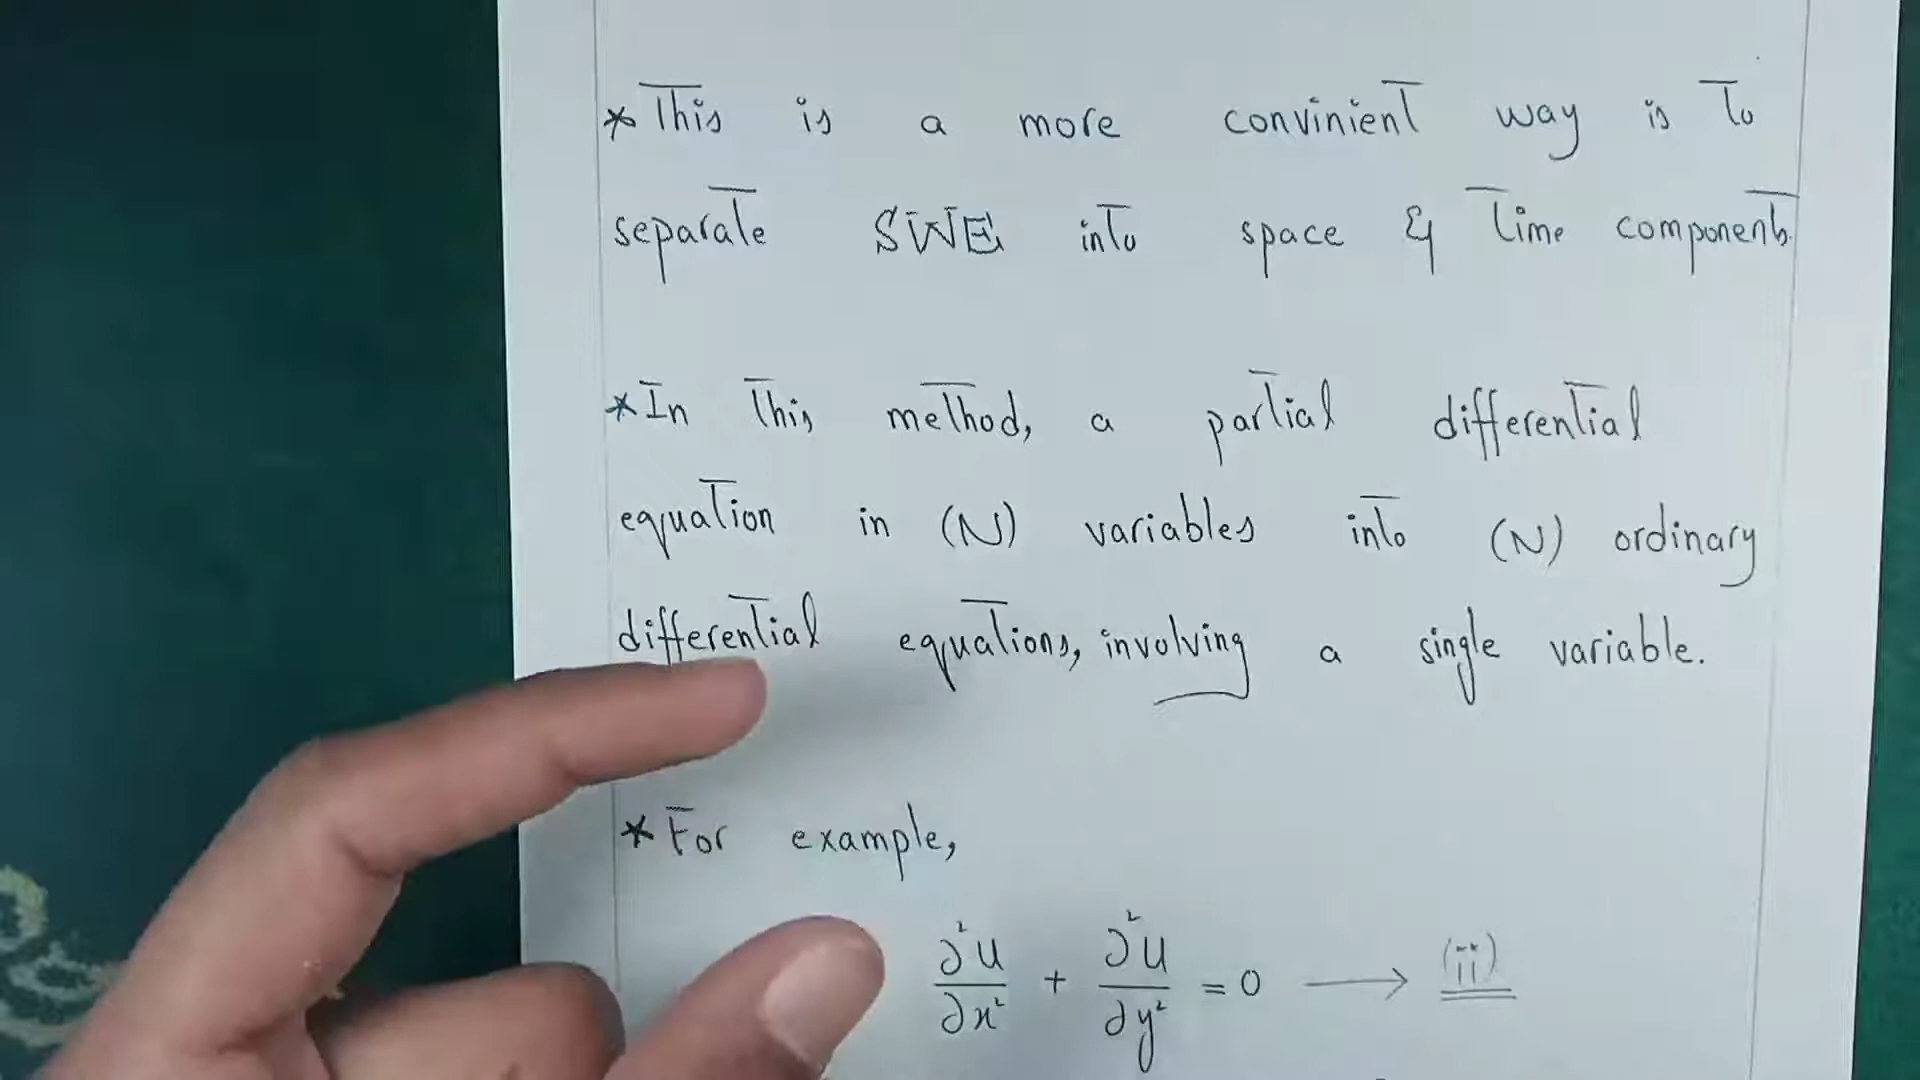 *This is a more convinient way is To
separate SWE into space & Time components.
*In This method, a partial differential
equation in (N) variables into (N) ordinary
differential equations, involving a single variable.
*For example,
∂²U/∂x² + ∂²U/∂y² = 0 ⟶ (ii)